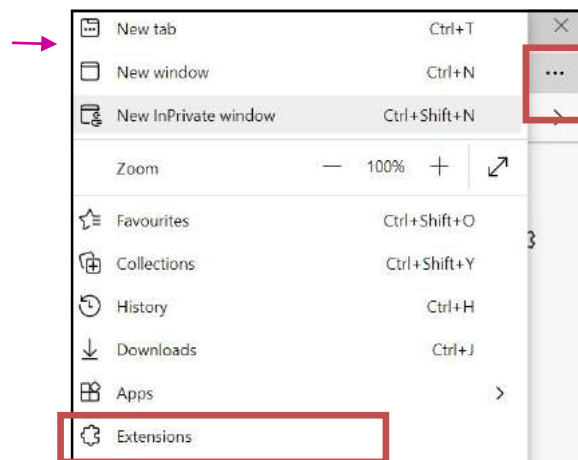 New tab Ctrl+T
New window Ctrl+N
New InPrivate window Ctrl+Shift+N
Zoom — 100% +
Favourites Ctrl+Shift+O
Collections Ctrl+Shift+Y
History Ctrl+H
Downloads Ctrl+J
Apps
Extensions